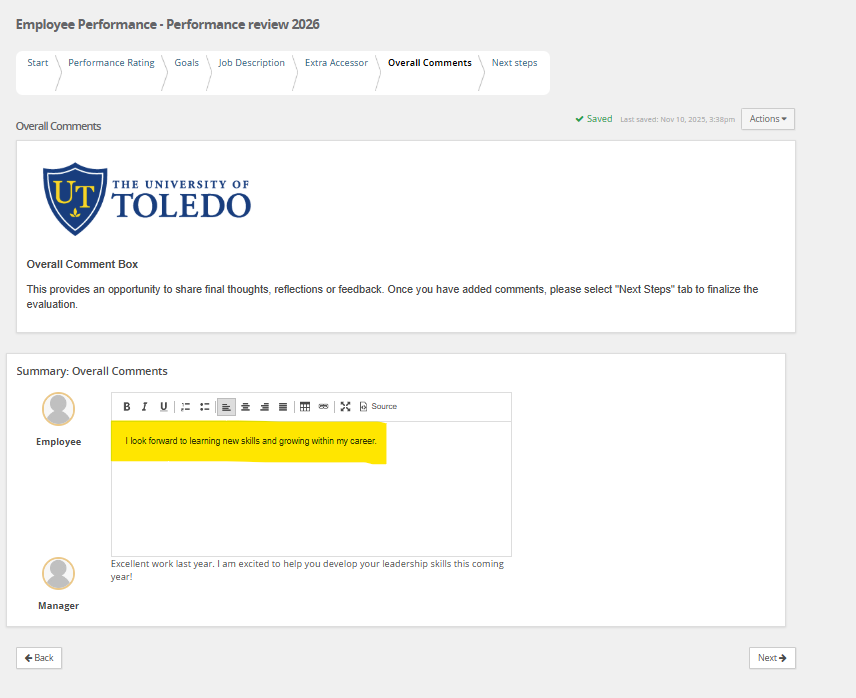 Employee Performance - Performance review 2026
Start Performance Rating Goals Job Description Extra Accessor Overall Comments Next steps
Overall Comments
Saved Last saved: Nov 10, 2025, 3:38pm Actions
UT
THE UNIVERSITY OF
TOLEDO
Overall Comment Box
This provides an opportunity to share final thoughts, reflections or feedback. Once you have added comments, please select "Next Steps" tab to finalize the
evaluation.
Summary: Overall Comments
B I U Source
Employee
I look forward to learning new skills and growing within my career.
Excellent work last year. I am excited to help you develop your leadership skills this coming
year!
Manager
Back
Next